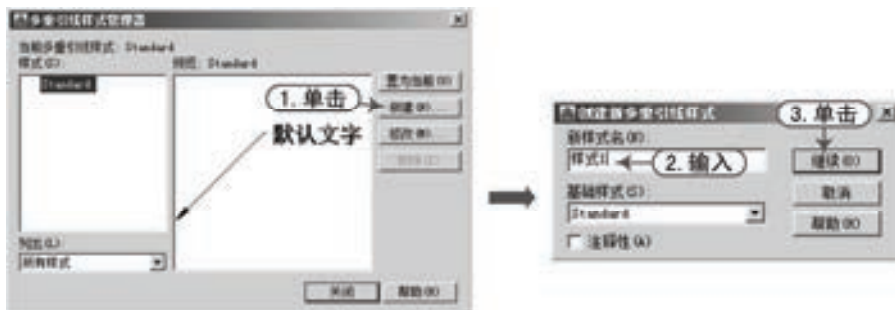 多重引线样式管理器
当前多重引线样式: Standard
样式(S):
预览: Standard
Standard
置为当前(U)
1. 单击
新建(N)...
默认文字
修改(M)...
删除(D)
列出(L):
所有样式
关闭
帮助(H)
创建新多重引线样式
3. 单击
新样式名(N):
样式1
2. 输入
继续(O)
基础样式(S):
取消
Standard
帮助(H)
注释性(A)